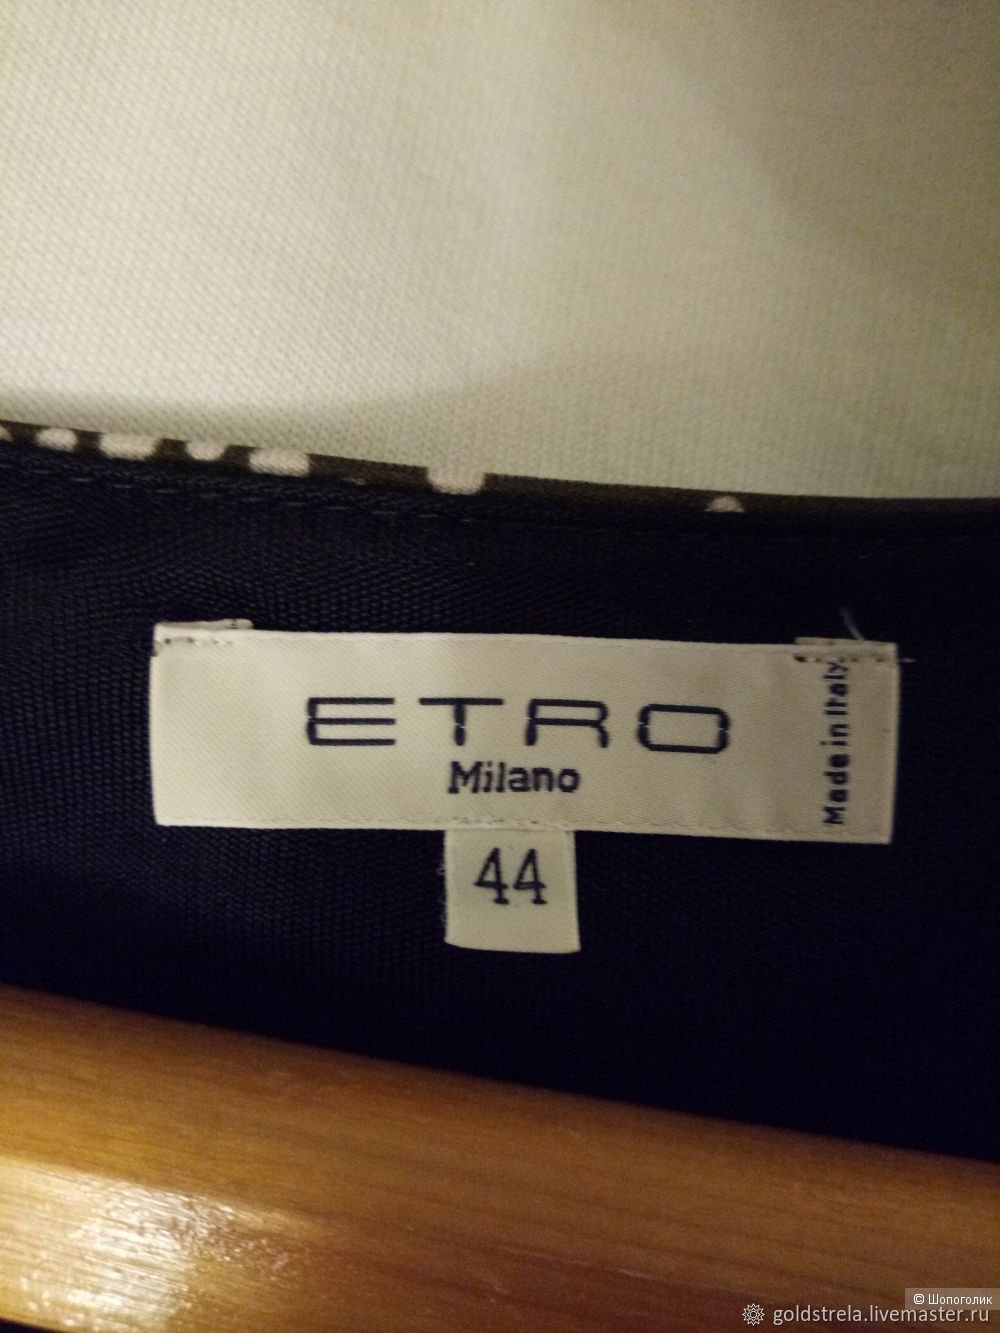 ETRO
Milano
Made in Italy
44
© Шопоголик
goldstrela.livemaster.ru